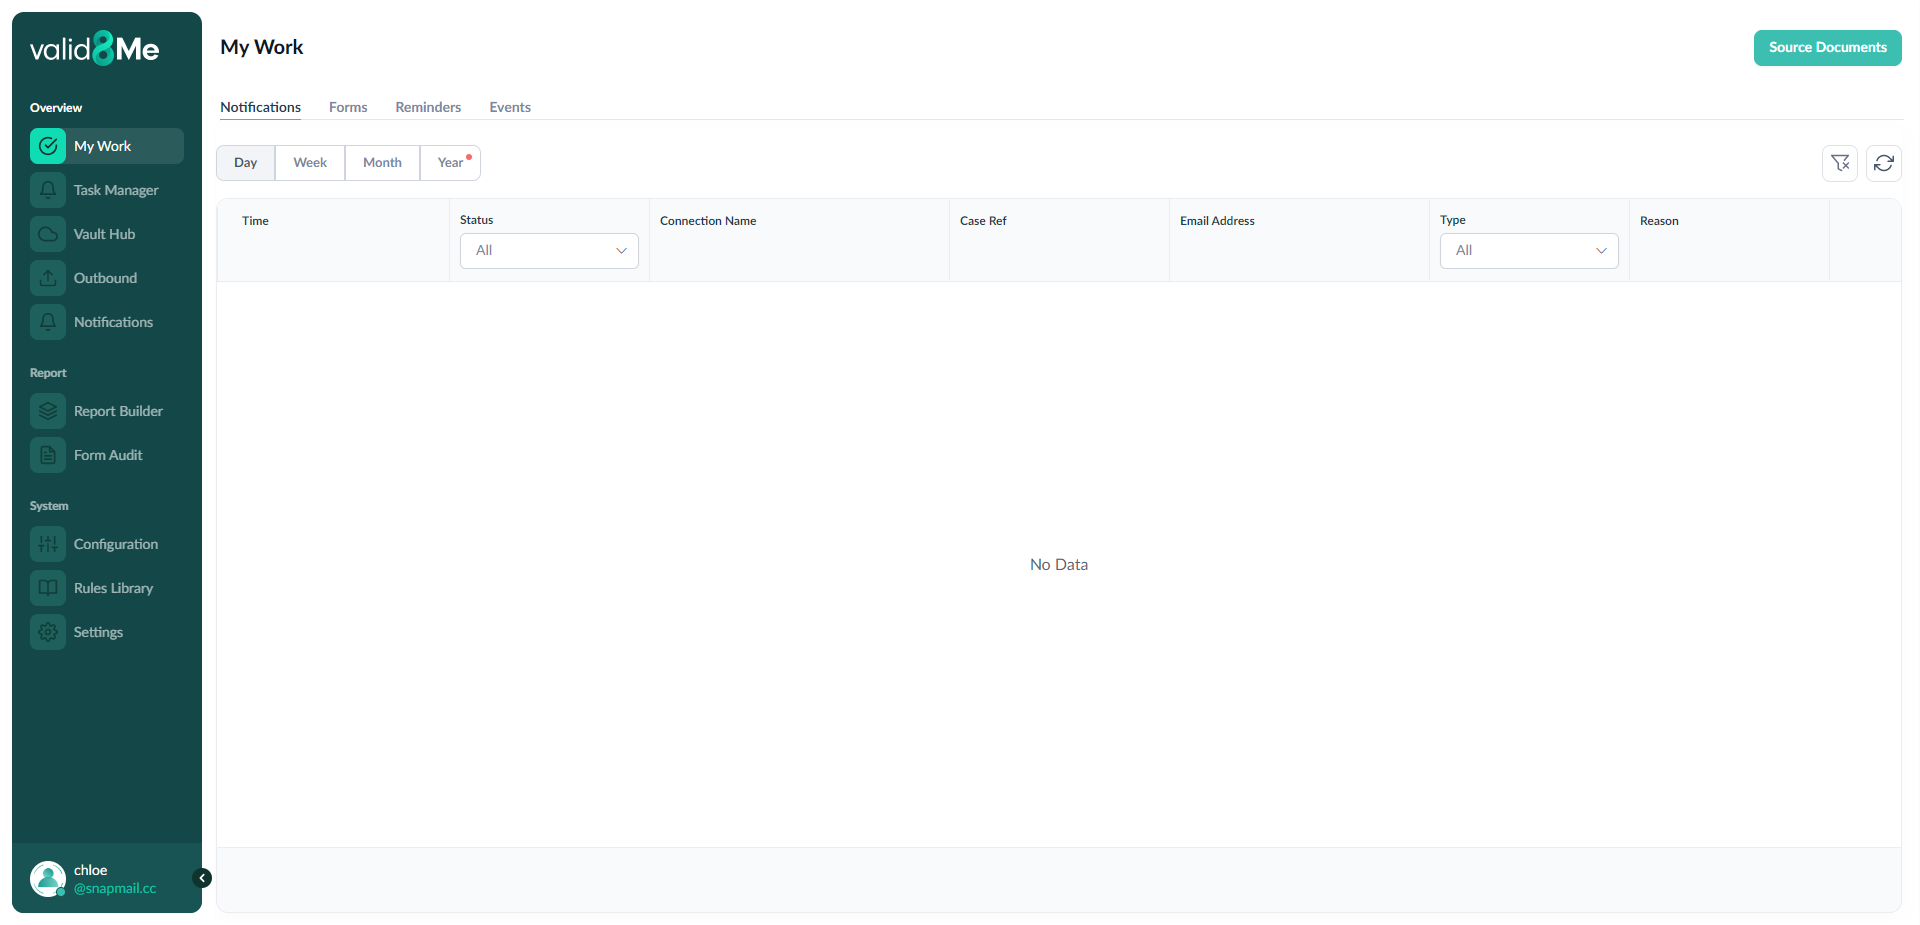 valid8Me
Overview
My Work
Task Manager
Vault Hub
Outbound
Notifications
Report
Report Builder
Form Audit
System
Configuration
Rules Library
Settings
chloe
@snapmail.cc
My Work
Source Documents
Notifications Forms Reminders Events
Day Week Month Year
Time Status Connection Name Case Ref Email Address Type Reason
All All
No Data